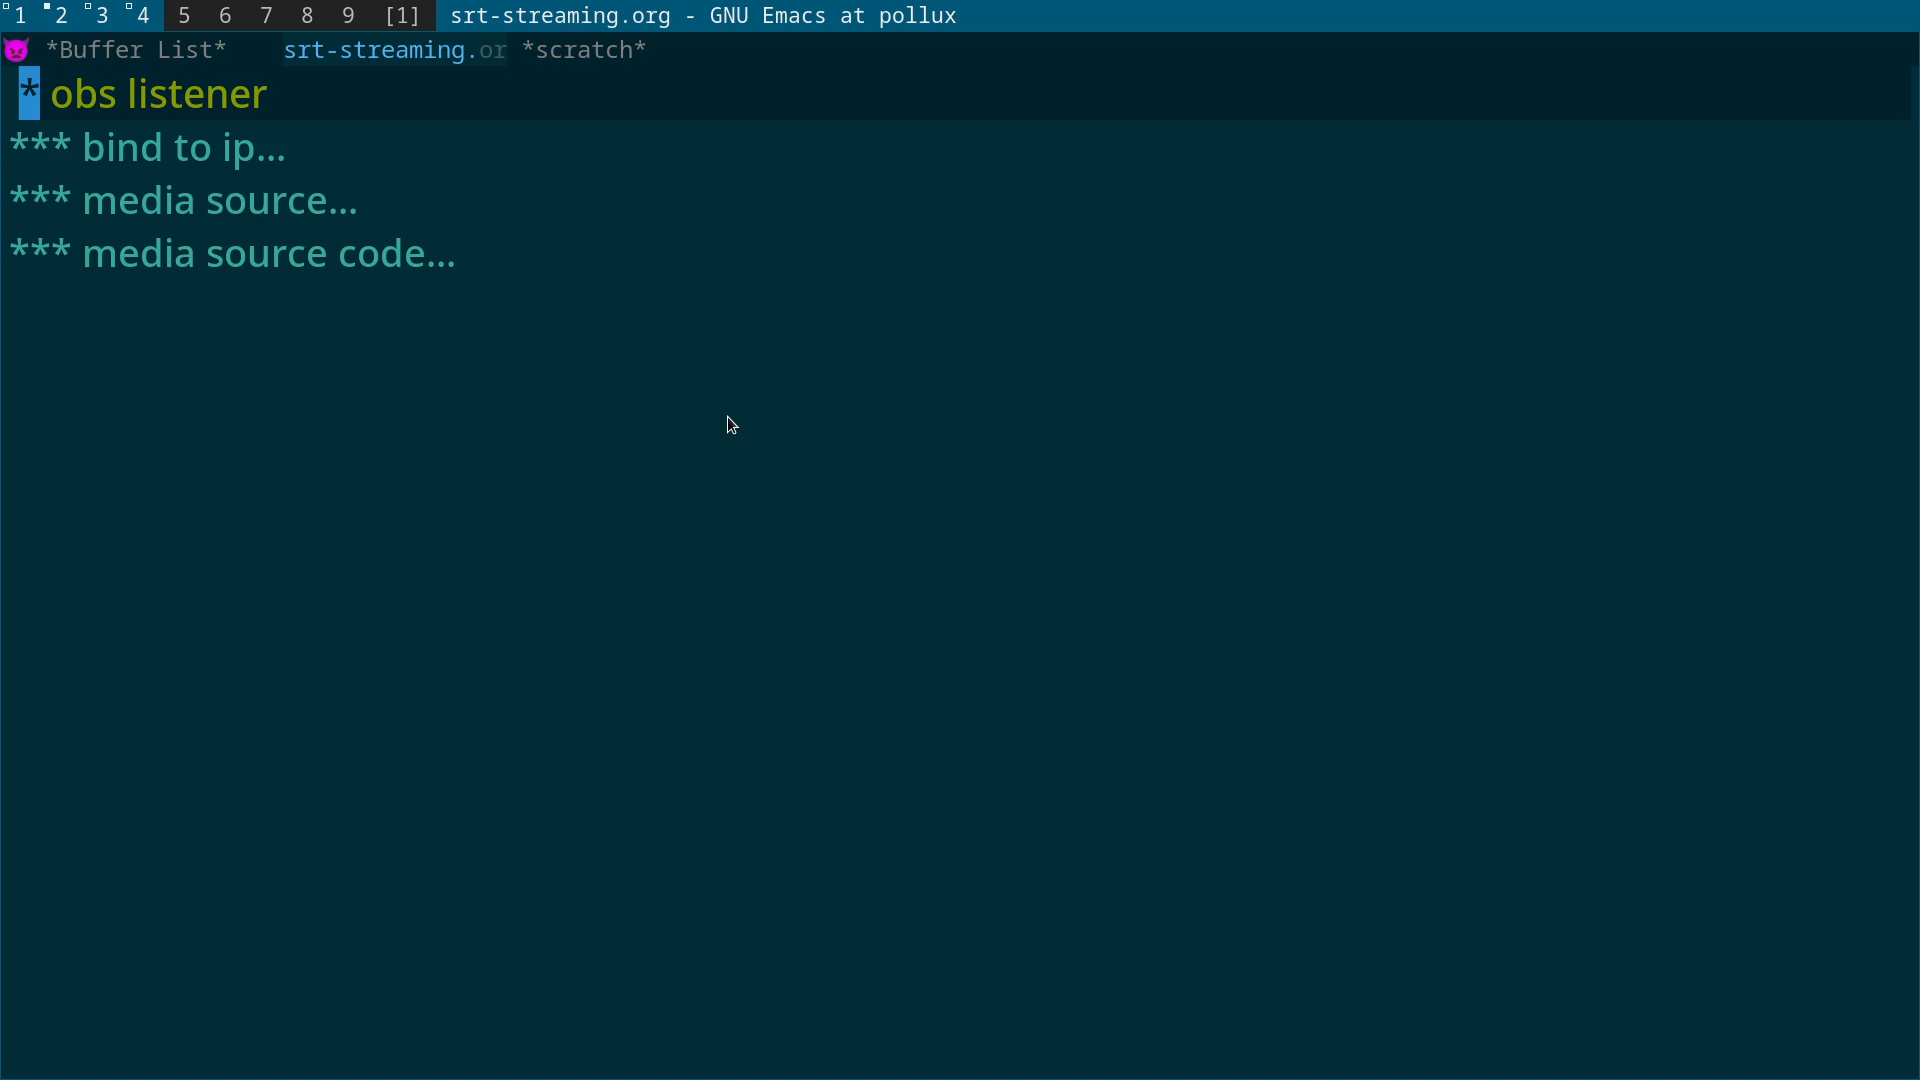 1 2 3 4 5 6 7 8 9 [1] srt-streaming.org - GNU Emacs at pollux
*Buffer List* srt-streaming.or *scratch*
* obs listener
*** bind to ip...
*** media source...
*** media source code...